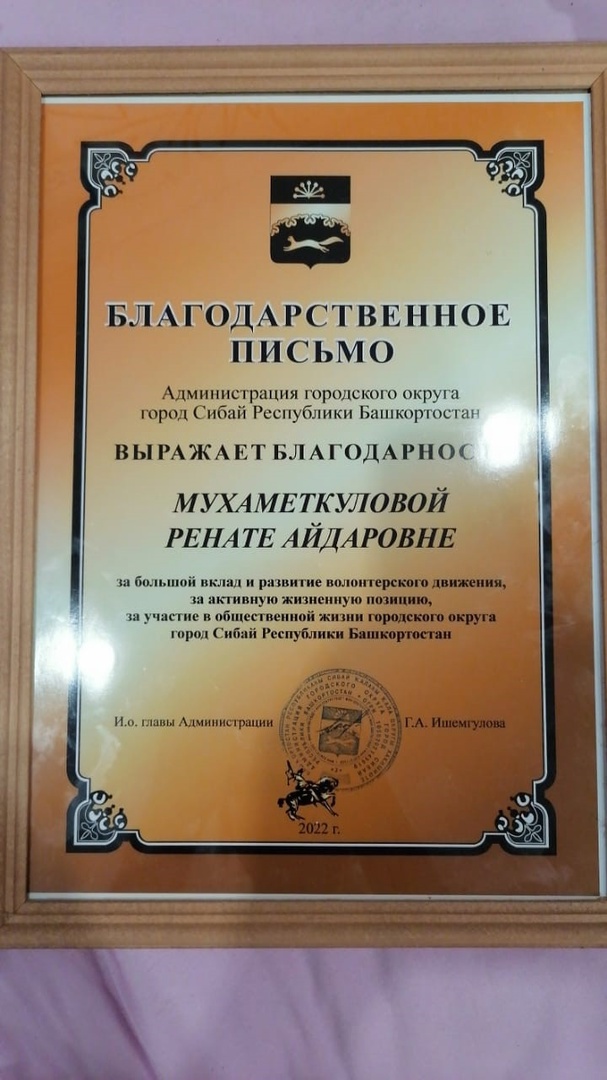 БЛАГОДАРСТВЕННОЕ
ПИСЬМО
Администрация городского округа
город Сибай Республики Башкортостан
ВЫРАЖАЕТ БЛАГОДАРНОС
МУХАМЕТКУЛОВОЙ
РЕНАТЕ АЙДАРОВНЕ
за большой вклад и развитие волонтерского движения,
за активную жизненную позицию,
за участие в общественной жизни городского округа
город Сибай Республики Башкортостан
И.о. главы Администрации
Г.А. Ишемгулова
2022 г.